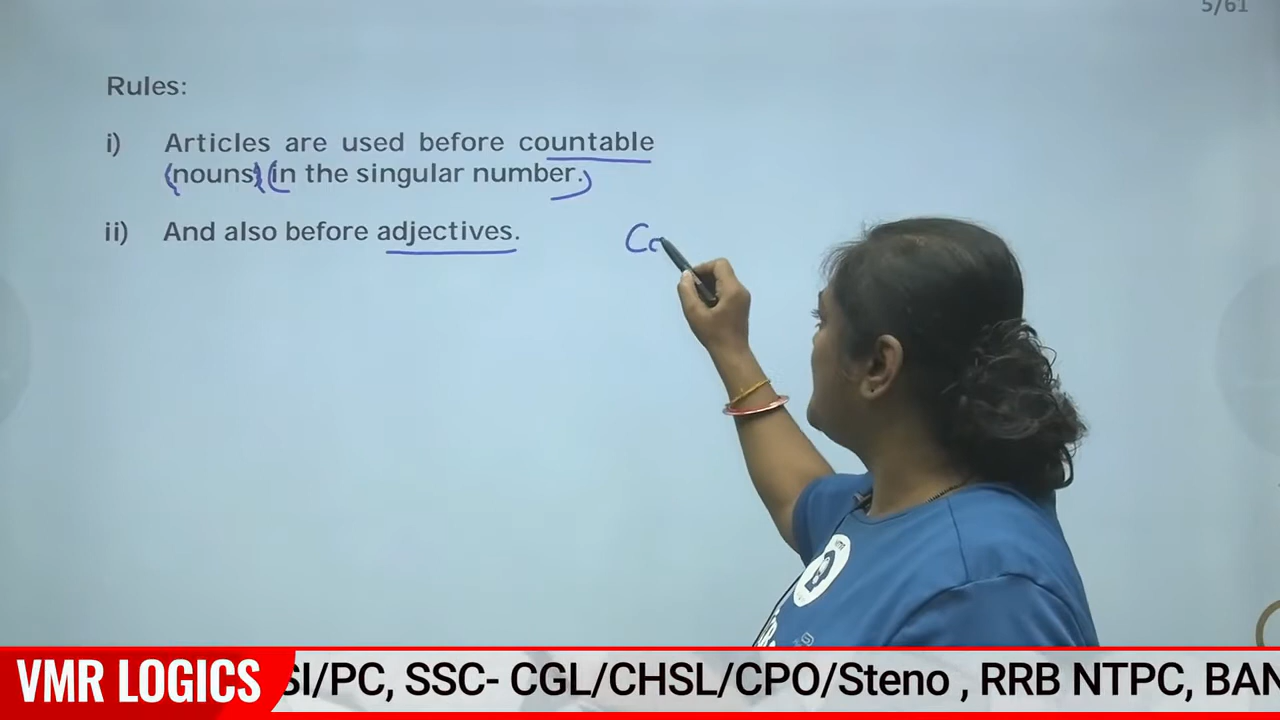 5/61
Rules:
i) Articles are used before countable
(nouns) (in the singular number.)
ii) And also before adjectives.
Co
VMR LOGICS
SI/PC, SSC- CGL/CHSL/CPO/Steno , RRB NTPC, BAN